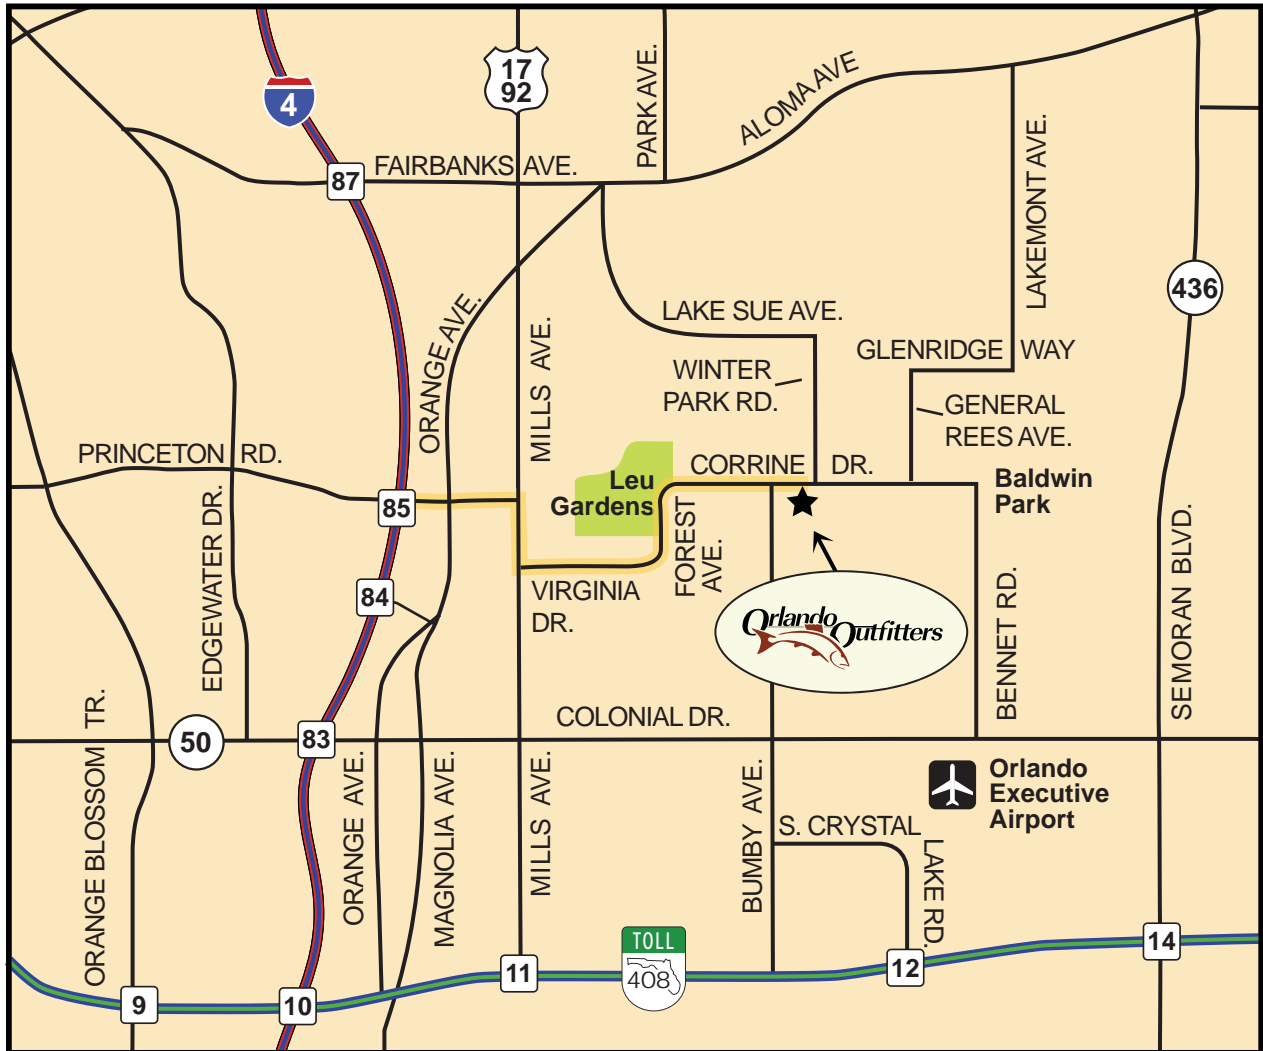 17
92
PARK AVE.
ALOMA AVE
4
FAIRBANKS AVE.
87
LAKEMONT AVE.
436
ORANGE AVE.
MILLS AVE.
LAKE SUE AVE.
GLENRIDGE WAY
WINTER
PARK RD.
GENERAL
REES AVE.
PRINCETON RD.
CORRINE DR.
Leu
Gardens
Baldwin
Park
85
EDGEWATER DR.
FOREST
AVE.
SEMORAN BLVD.
84
VIRGINIA
DR.
BENNET RD.
Orlando
Outfitters
ORANGE BLOSSOM TR.
50
83
COLONIAL DR.
ORANGE AVE.
MAGNOLIA AVE.
MILLS AVE.
BUMBY AVE.
Orlando
Executive
Airport
S. CRYSTAL
LAKE RD.
TOLL
408
9
10
11
12
14